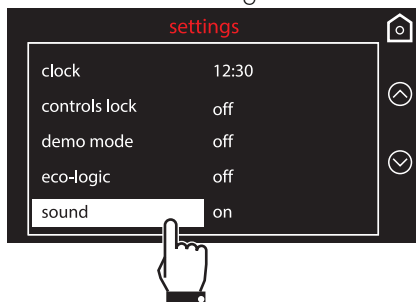 settings
clock 12:30
controls lock off
demo mode off
eco-logic off
sound on